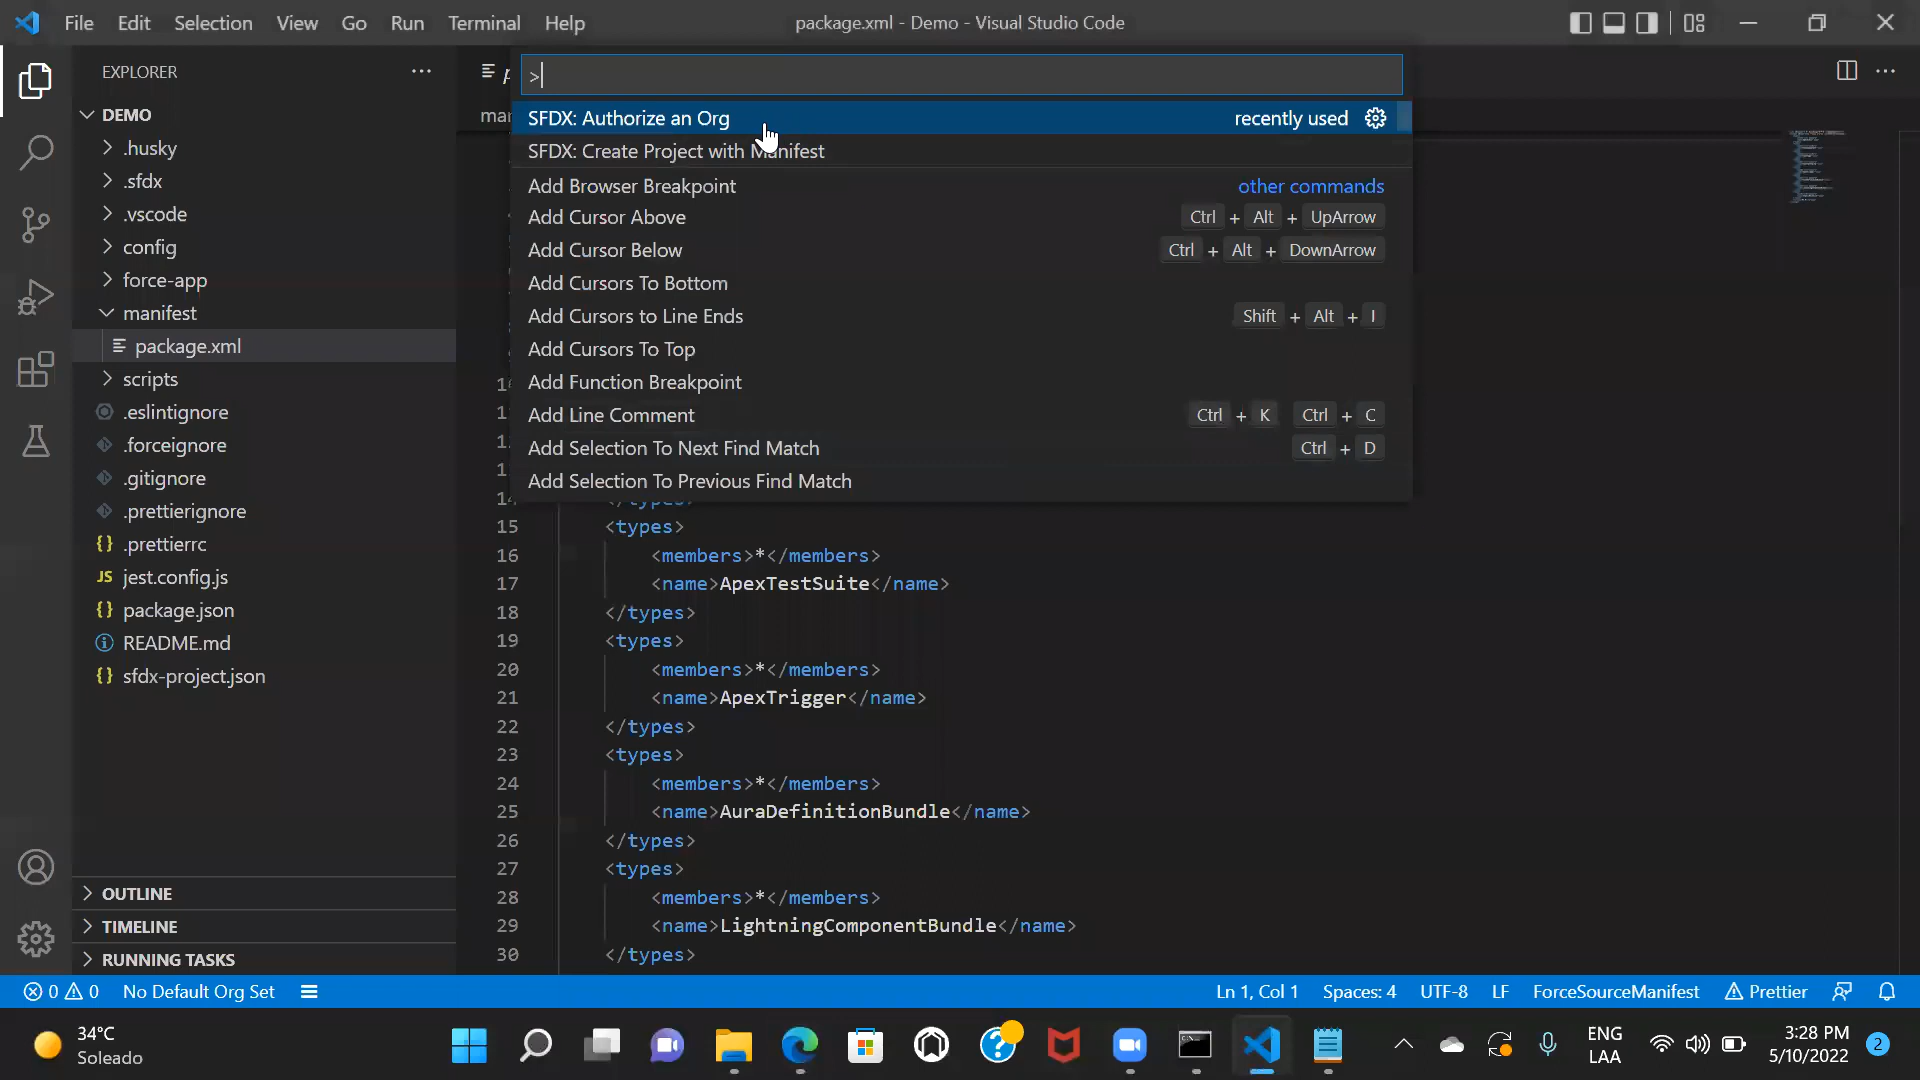 File Edit Selection View Go Run Terminal Help
package.xml - Demo - Visual Studio Code
EXPLORER
DEMO
.husky
.sfdx
.vscode
config
force-app
manifest
package.xml
scripts
.eslintignore
.forceignore
.gitignore
.prettierignore
.prettierrc
JS jest.config.js
package.json
README.md
sfdx-project.json
OUTLINE
TIMELINE
RUNNING TASKS
>
SFDX: Authorize an Org recently used
SFDX: Create Project with Manifest
Add Browser Breakpoint other commands
Add Cursor Above Ctrl + Alt + UpArrow
Add Cursor Below Ctrl + Alt + DownArrow
Add Cursors To Bottom
Add Cursors to Line Ends Shift + Alt + I
Add Cursors To Top
Add Function Breakpoint
Add Line Comment Ctrl + K Ctrl + C
Add Selection To Next Find Match Ctrl + D
Add Selection To Previous Find Match
14 </types>
15 <types>
16 <members>*</members>
17 <name>ApexTestSuite</name>
18 </types>
19 <types>
20 <members>*</members>
21 <name>ApexTrigger</name>
22 </types>
23 <types>
24 <members>*</members>
25 <name>AuraDefinitionBundle</name>
26 </types>
27 <types>
28 <members>*</members>
29 <name>LightningComponentBundle</name>
30 </types>
0 0 No Default Org Set Ln 1, Col 1 Spaces: 4 UTF-8 LF ForceSourceManifest Prettier
34°C
Soleado
ENG
LAA
3:28 PM
5/10/2022
2